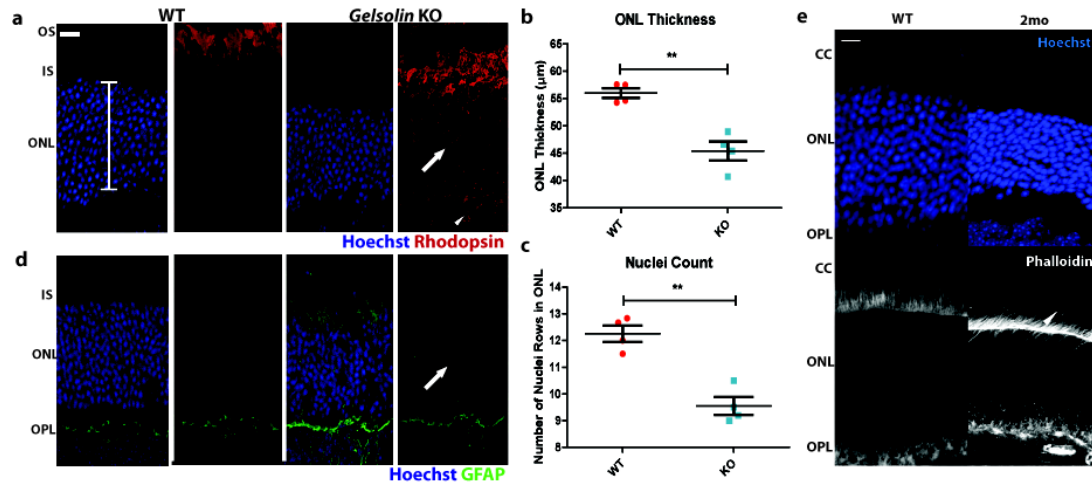 a
WT
Gelsolin KO
OS
IS
ONL
Hoechst Rhodopsin
b
ONL Thickness
ONL Thickness (µm)
65
60
55
50
45
40
35
**
WT
KO
c
Nuclei Count
Number of Nuclei Rows in ONL
14
13
12
11
10
9
8
**
WT
KO
d
IS
ONL
OPL
Hoechst GFAP
e
WT
2mo
Hoechst
CC
ONL
OPL
Phalloidin
CC
ONL
OPL